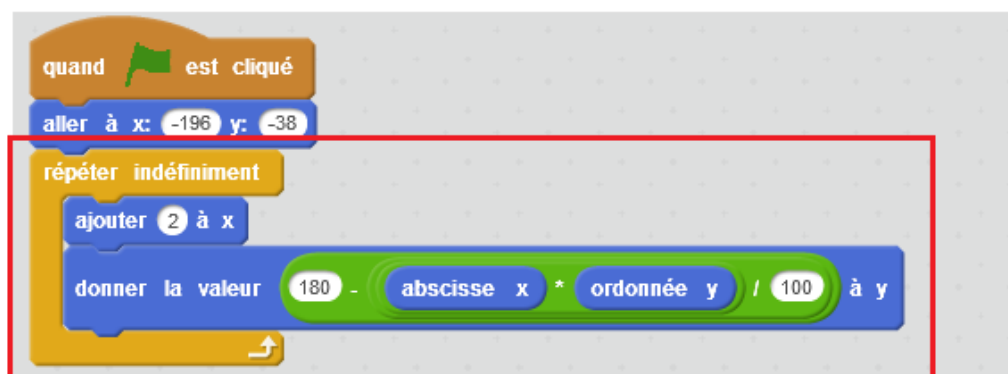 quand est cliqué
aller à x: -196 y: -38
répéter indéfiniment
ajouter 2 à x
donner la valeur 180 - abscisse x * ordonnée y / 100 à y